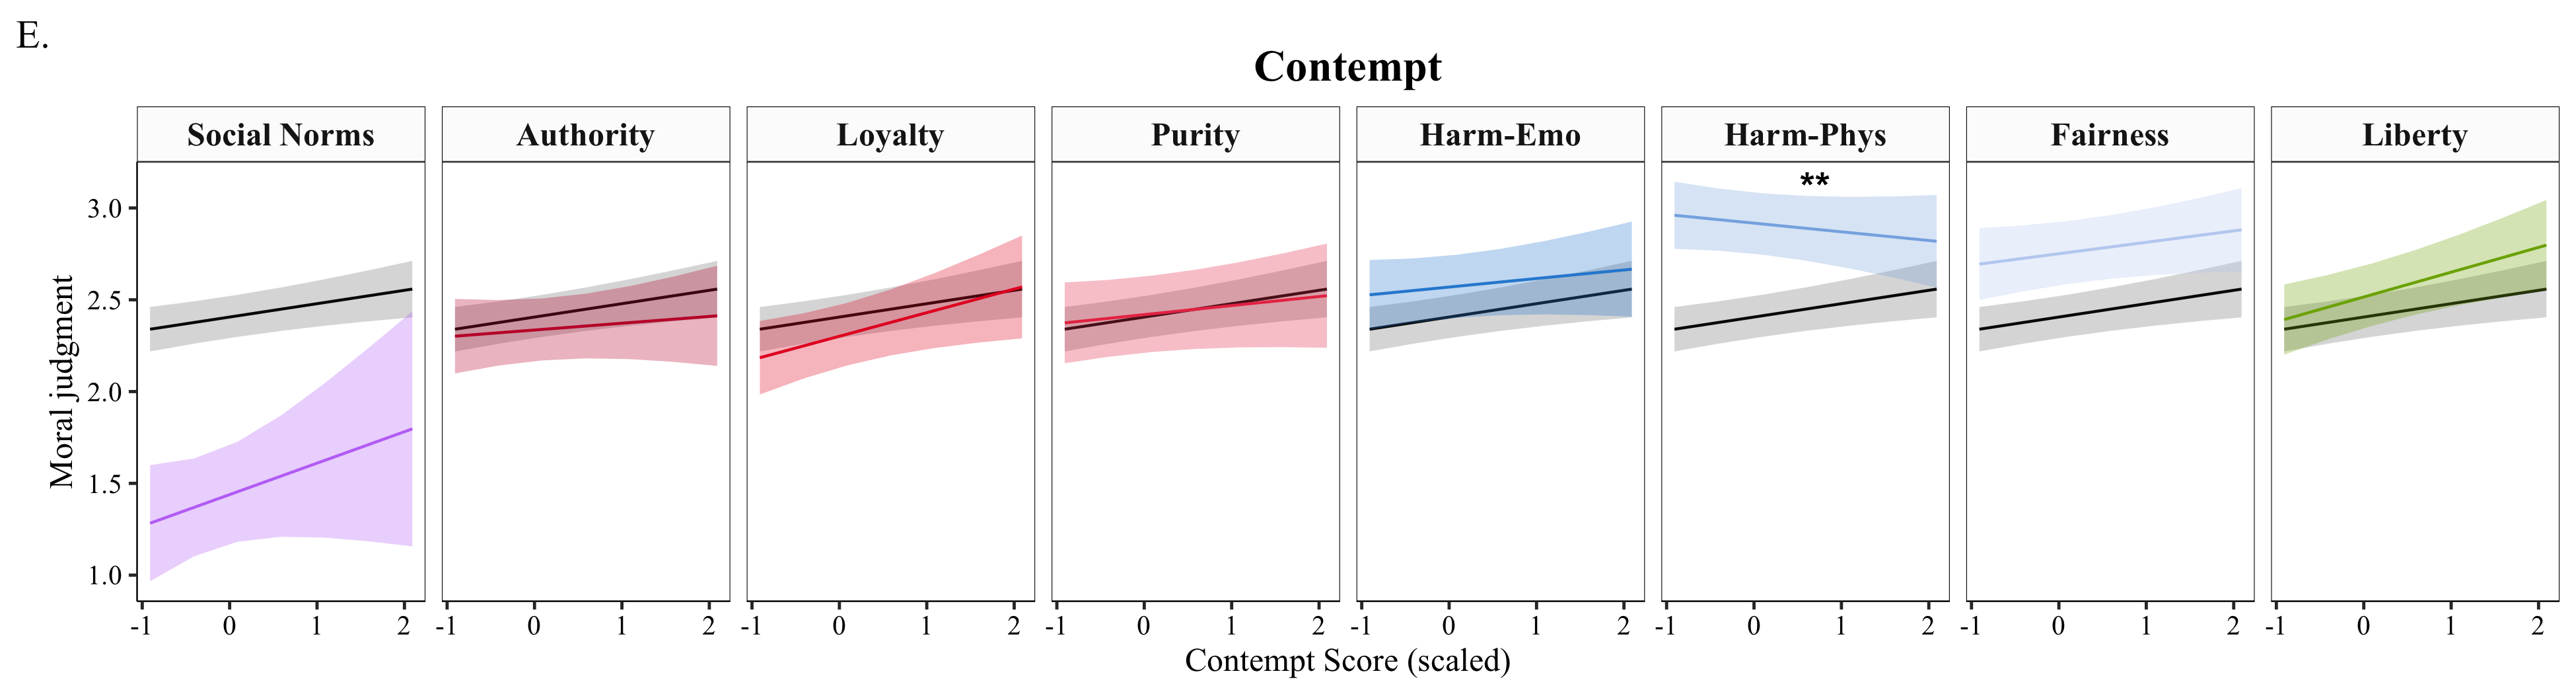 E.
Contempt
Social Norms Authority Loyalty Purity Harm-Emo Harm-Phys Fairness Liberty
**
3.0
2.5
2.0
1.5
1.0
Moral judgment
-1 0 1 2 -1 0 1 2 -1 0 1 2 -1 0 1 2 -1 0 1 2 -1 0 1 2 -1 0 1 2 -1 0 1 2
Contempt Score (scaled)